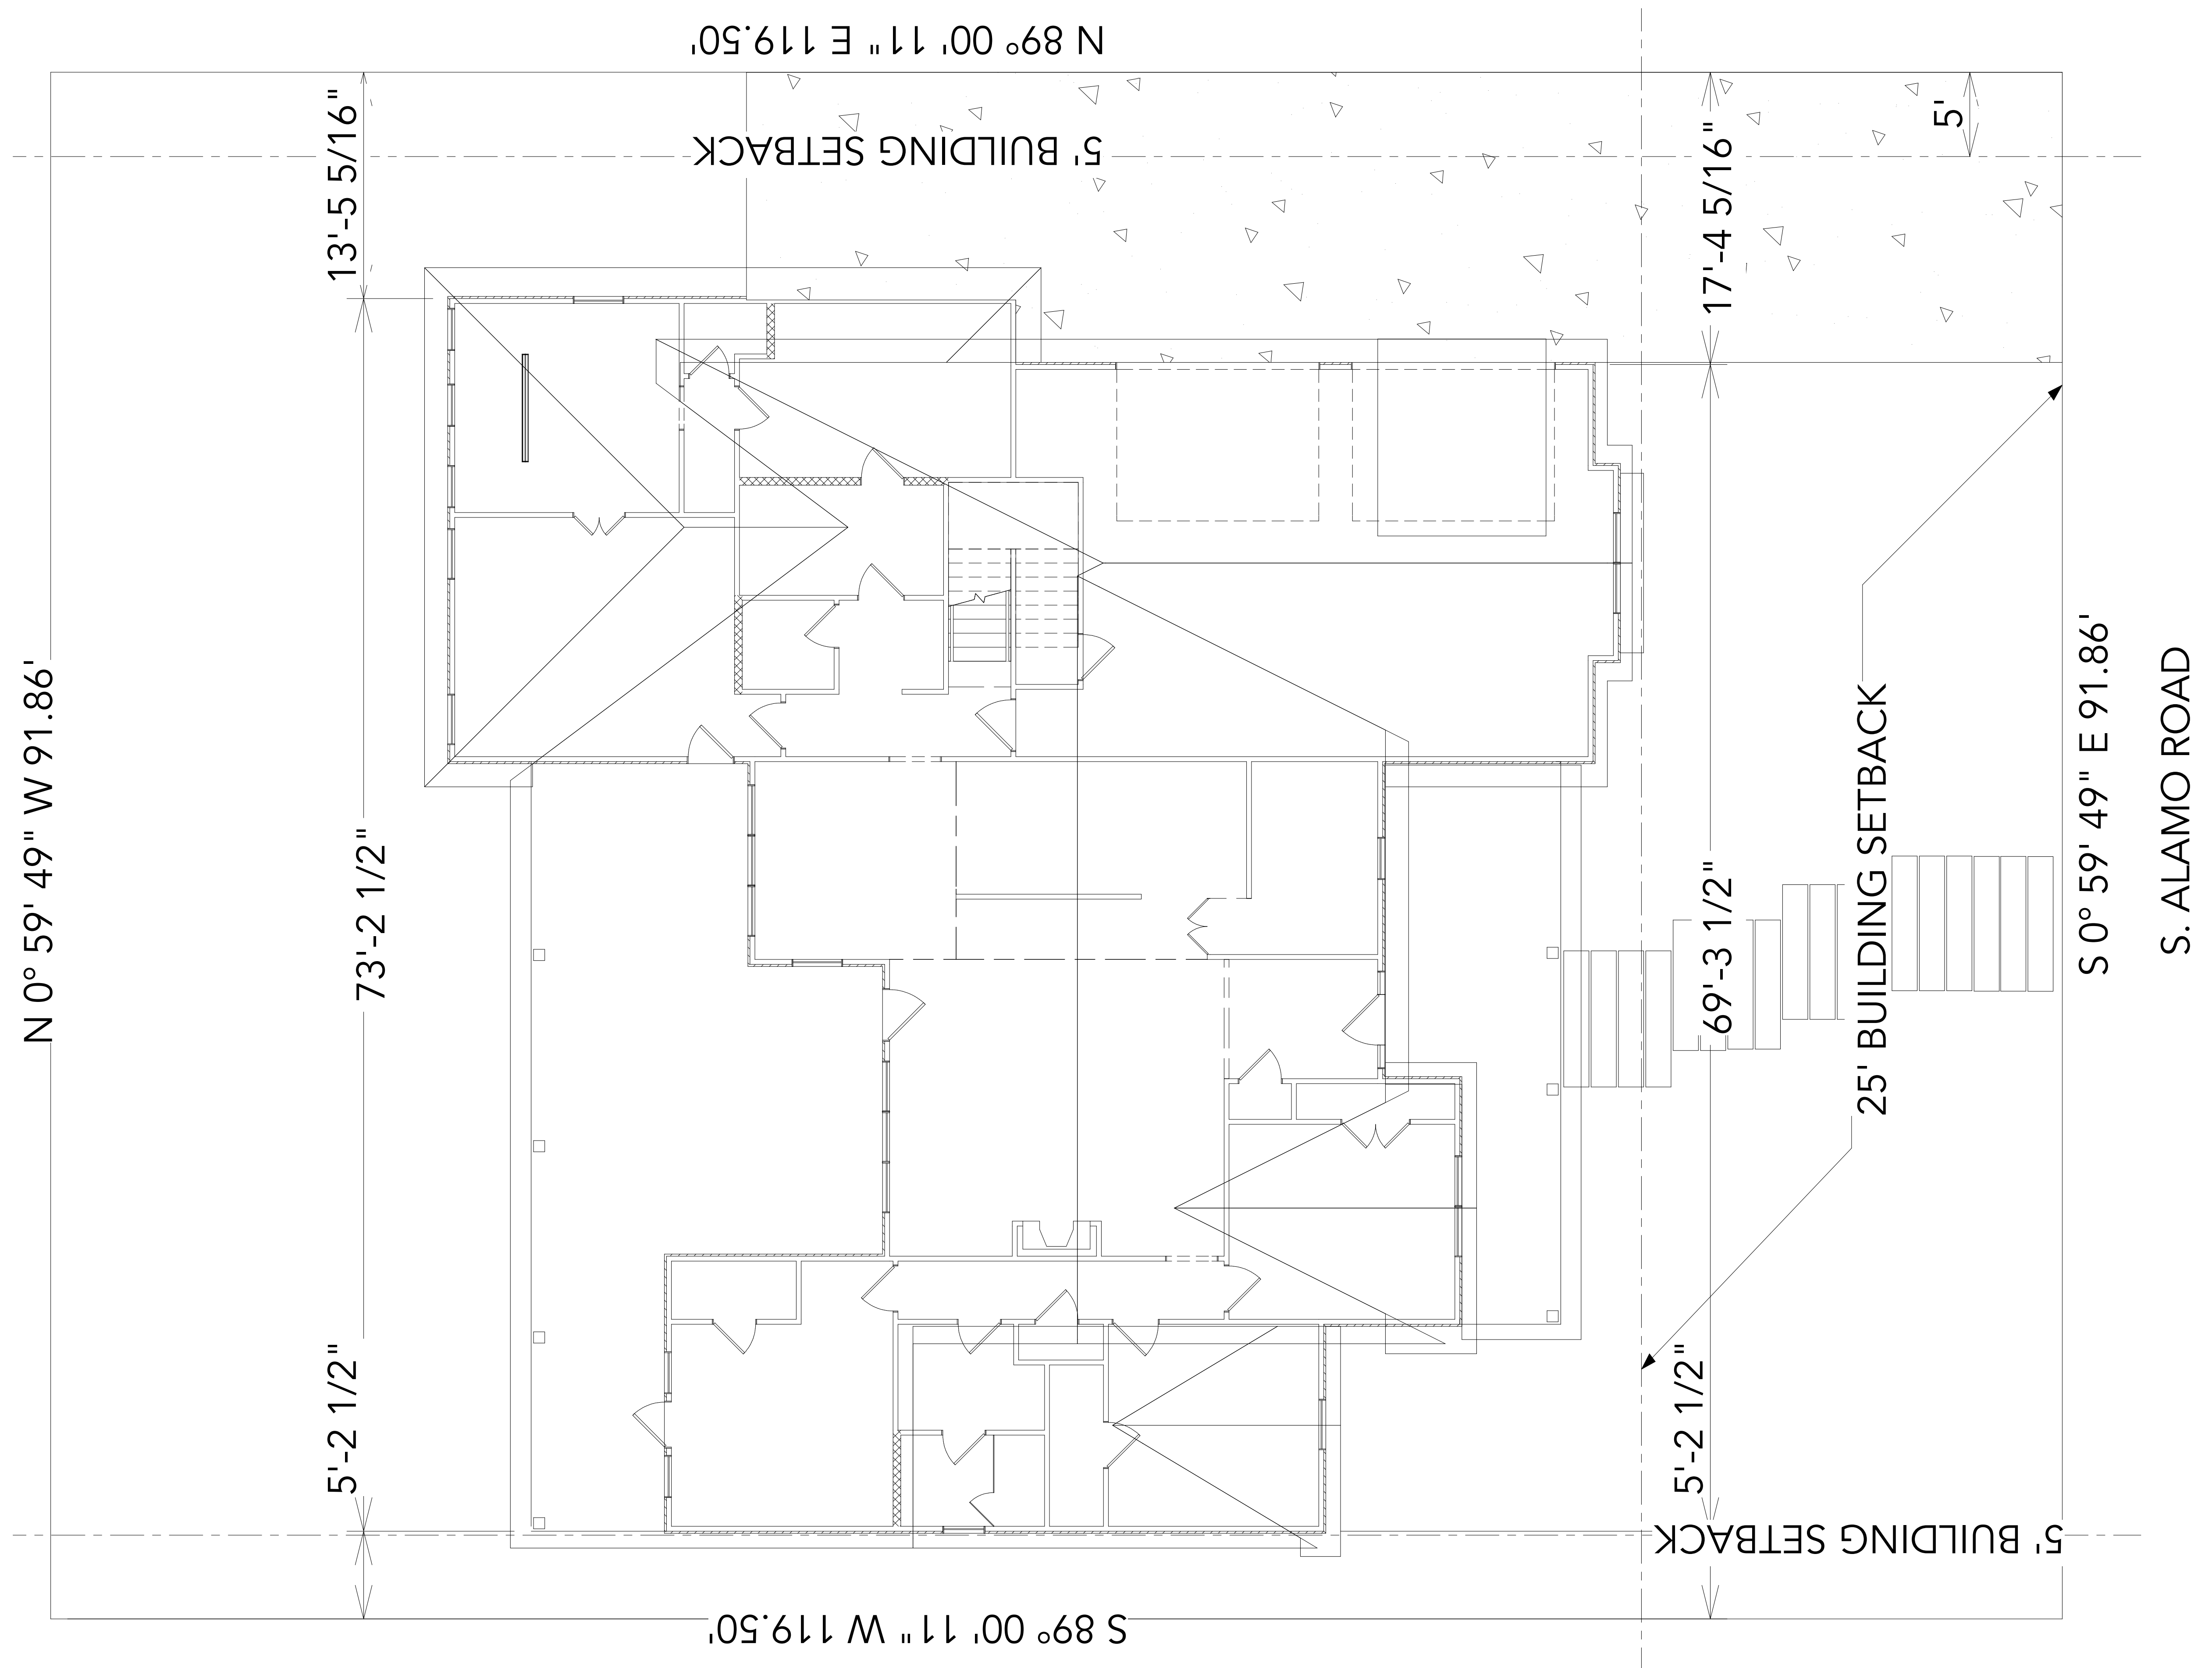 N 89° 00' 11" E 119.50'
13'-5 5/16"
5' BUILDING SETBACK
17'-4 5/16"
5'
N 0° 59' 49" W 91.86'
73'-2 1/2"
69'-3 1/2"
25' BUILDING SETBACK
S 0° 59' 49" E 91.86'
S. ALAMO ROAD
5'-2 1/2"
5'-2 1/2"
5' BUILDING SETBACK
S 89° 00' 11" W 119.50'